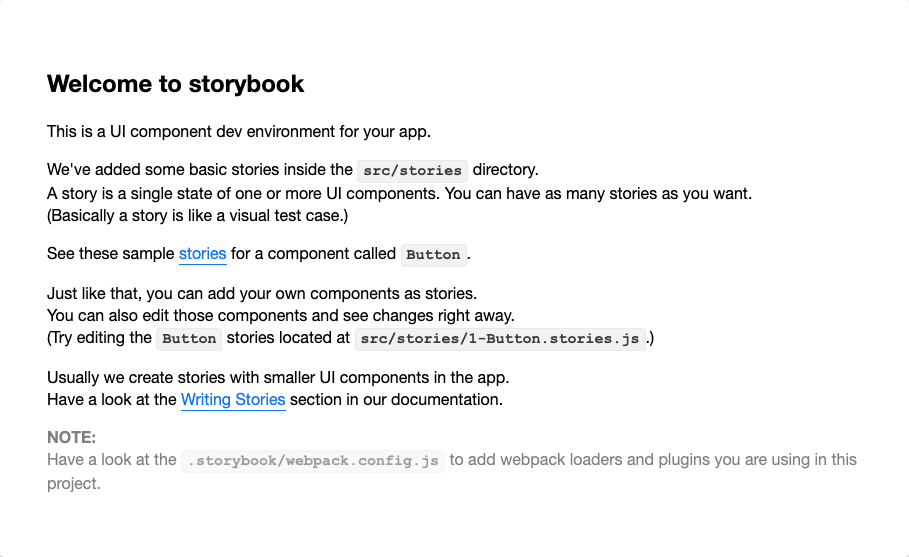 Welcome to storybook
This is a UI component dev environment for your app.
We've added some basic stories inside the src/stories directory.
A story is a single state of one or more UI components. You can have as many stories as you want.
(Basically a story is like a visual test case.)
See these sample stories for a component called Button.
Just like that, you can add your own components as stories.
You can also edit those components and see changes right away.
(Try editing the Button stories located at src/stories/1-Button.stories.js.)
Usually we create stories with smaller UI components in the app.
Have a look at the Writing Stories section in our documentation.
NOTE:
Have a look at the .storybook/webpack.config.js to add webpack loaders and plugins you are using in this
project.